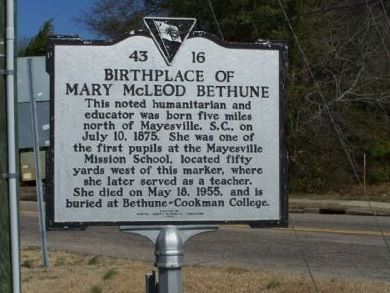 43 16
BIRTHPLACE OF
MARY McLEOD BETHUNE
This noted humanitarian and
educator was born five miles
north of Mayesville, S.C., on
July 10, 1875. She was one of
the first pupils at the Mayesville
Mission School, located fifty
yards west of this marker, where
she later served as a teacher.
She died on May 18, 1955, and is
buried at Bethune-Cookman College.